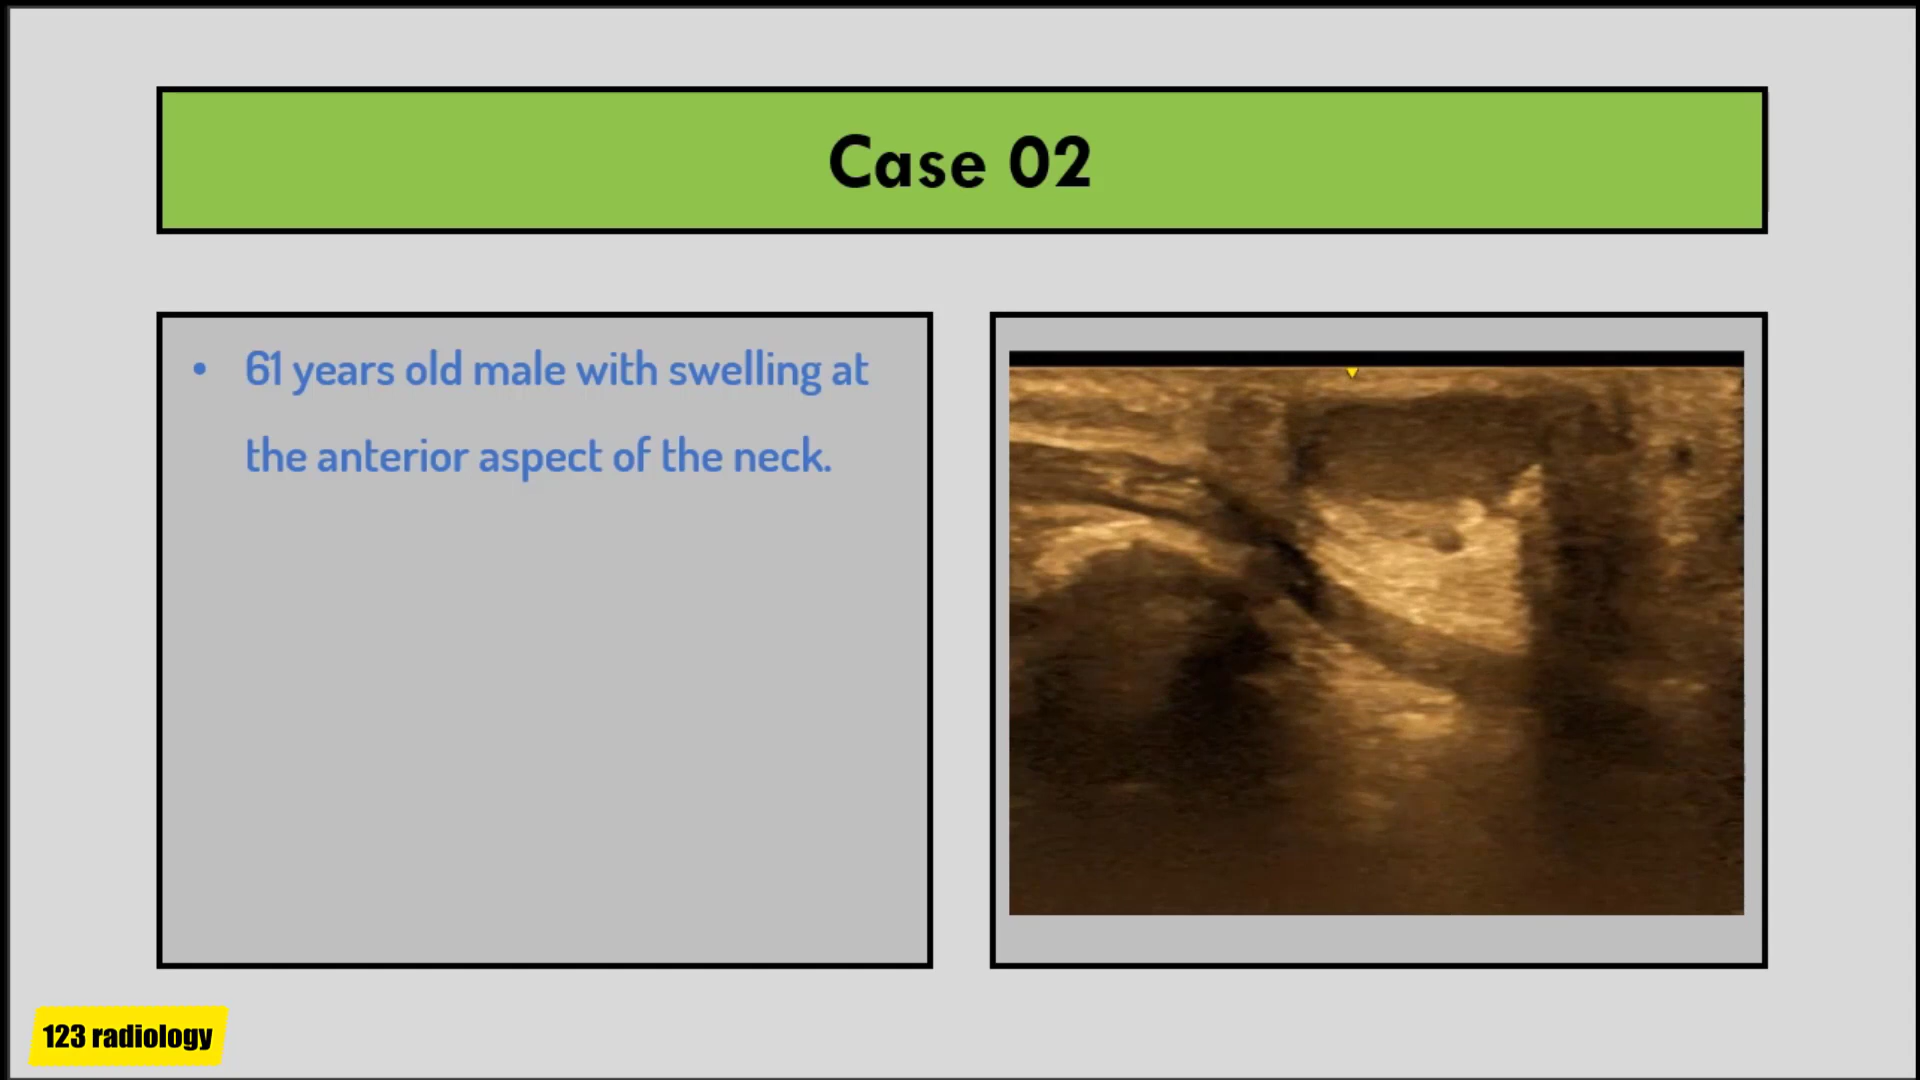 Case 02
• 61 years old male with swelling at
the anterior aspect of the neck.
123 radiology